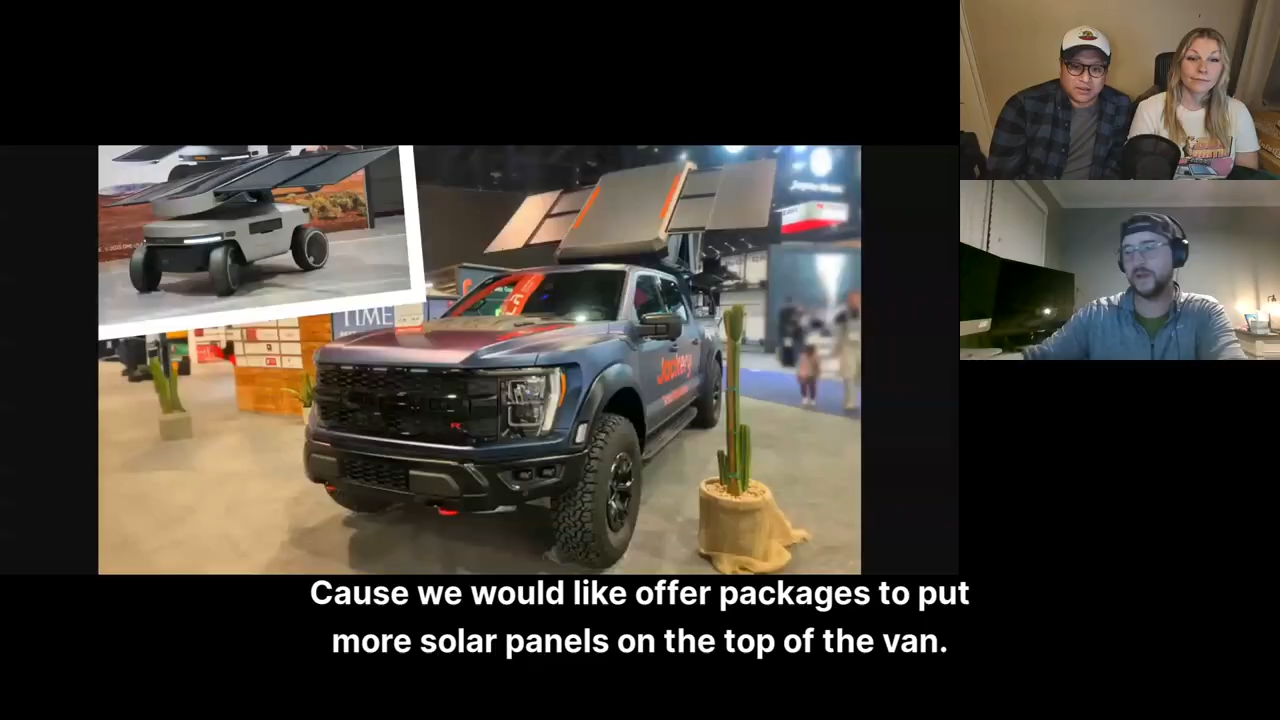 TIME
Jackery
R
Cause we would like offer packages to put
more solar panels on the top of the van.